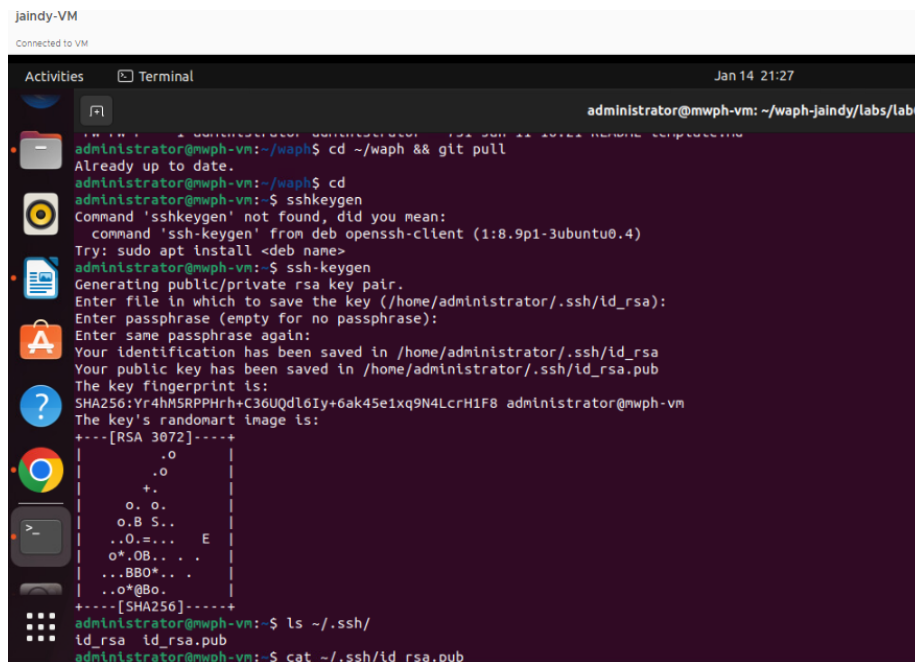 jaindy-VM
Connected to VM
Activities Terminal Jan 14 21:27
administrator@mwph-vm: ~/waph-jaindy/labs/lab
administrator@mwph-vm:~/waph$ cd ~/waph && git pull
Already up to date.
administrator@mwph-vm:~/waph$ cd
administrator@mwph-vm:~$ sshkeygen
Command 'sshkeygen' not found, did you mean:
  command 'ssh-keygen' from deb openssh-client (1:8.9p1-3ubuntu0.4)
Try: sudo apt install <deb name>
administrator@mwph-vm:~$ ssh-keygen
Generating public/private rsa key pair.
Enter file in which to save the key (/home/administrator/.ssh/id_rsa):
Enter passphrase (empty for no passphrase):
Enter same passphrase again:
Your identification has been saved in /home/administrator/.ssh/id_rsa
Your public key has been saved in /home/administrator/.ssh/id_rsa.pub
The key fingerprint is:
SHA256:Yr4hM5RPPHrh+C36UQdl6Iy+6ak45e1xq9N4LcrH1F8 administrator@mwph-vm
The key's randomart image is:
+---[RSA 3072]----+
|          .o     |
|         .o      |
|        +.       |
|      o. o.      |
|     o.B S..     |
|    ..O.=...   E |
|    o*.OB.. . .  |
|   ...BBO*.. .   |
|   ..o*@Bo.      |
+----[SHA256]-----+
administrator@mwph-vm:~$ ls ~/.ssh/
id_rsa  id_rsa.pub
administrator@mwph-vm:~$ cat ~/.ssh/id_rsa.pub